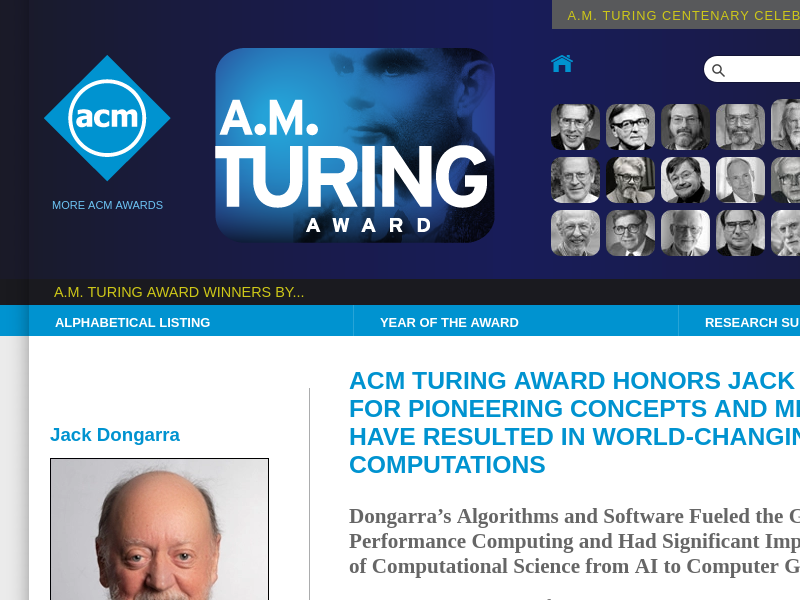 A.M. TURING CENTENARY CELEB
acm
MORE ACM AWARDS
A.M.
TURING
AWARD
A.M. TURING AWARD WINNERS BY...
ALPHABETICAL LISTING
YEAR OF THE AWARD
RESEARCH SU
Jack Dongarra
ACM TURING AWARD HONORS JACK
FOR PIONEERING CONCEPTS AND
HAVE RESULTED IN WORLD-CHANGIN
COMPUTATIONS
Dongarra’s Algorithms and Software Fueled the
Performance Computing and Had Significant Imp
of Computational Science from AI to Computer G